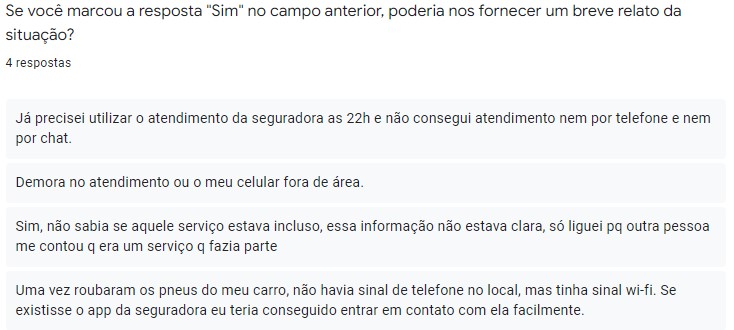 Se você marcou a resposta "Sim" no campo anterior, poderia nos fornecer um breve relato da
situação?
4 respostas
Já precisei utilizar o atendimento da seguradora as 22h e não consegui atendimento nem por telefone e nem
por chat.
Demora no atendimento ou o meu celular fora de área.
Sim, não sabia se aquele serviço estava incluso, essa informação não estava clara, só liguei pq outra pessoa
me contou q era um serviço q fazia parte
Uma vez roubaram os pneus do meu carro, não havia sinal de telefone no local, mas tinha sinal wi-fi. Se
existisse o app da seguradora eu teria conseguido entrar em contato com ela facilmente.